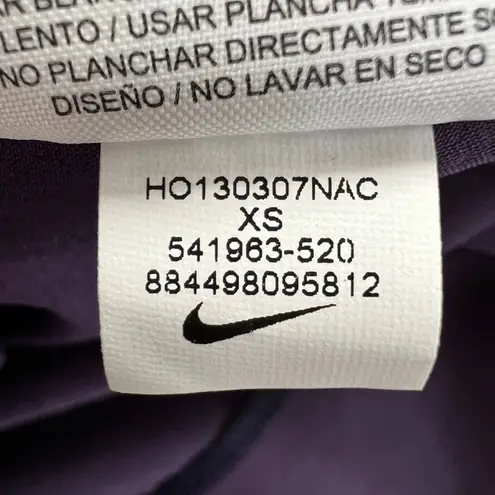 LENTO / USAR PLANCHA
NO PLANCHAR DIRECTAMENTE
DISEÑO / NO LAVAR EN SECO
HO130307NAC
XS
541963-520
884498095812